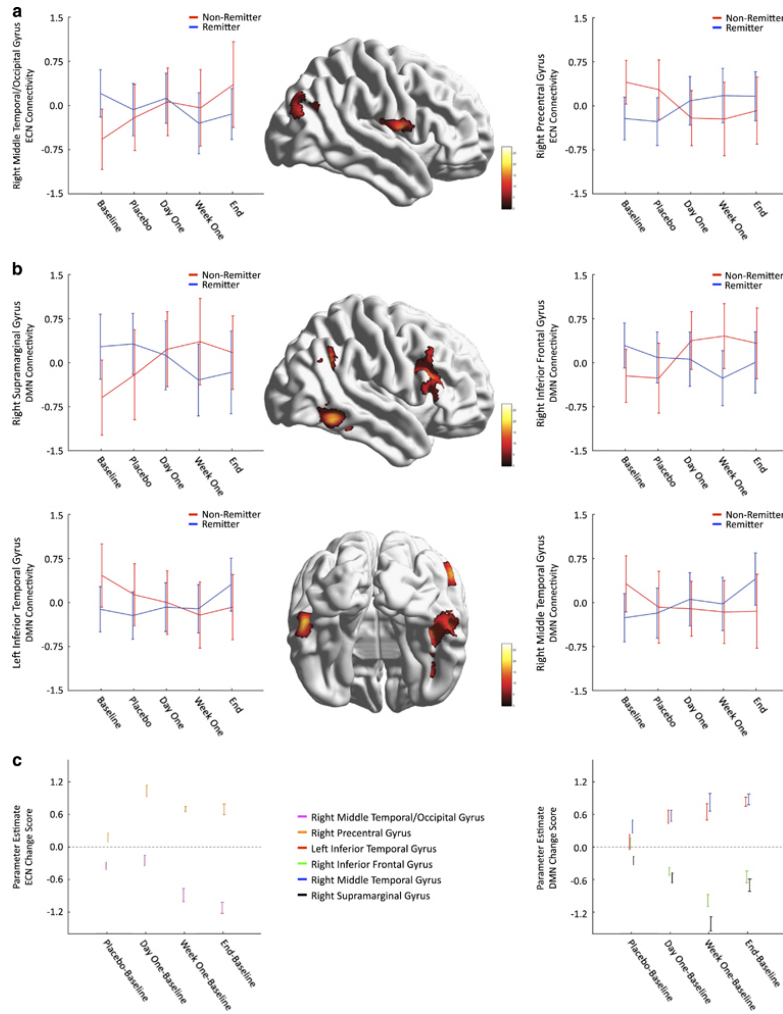 a
Non-Remitter
Remitter
Right Middle Temporal/Occipital Gyrus
ECN Connectivity
1.5
0.75
0.0
-0.75
-1.5
Baseline
Placebo
Day One
Week One
End
Non-Remitter
Remitter
Right Precentral Gyrus
ECN Connectivity
1.5
0.75
0.0
-0.75
-1.5
Baseline
Placebo
Day One
Week One
End
b
Non-Remitter
Remitter
Right Supramarginal Gyrus
DMN Connectivity
1.5
0.75
0.0
-0.75
-1.5
Baseline
Placebo
Day One
Week One
End
Non-Remitter
Remitter
Right Inferior Frontal Gyrus
DMN Connectivity
1.5
0.75
0.0
-0.75
-1.5
Baseline
Placebo
Day One
Week One
End
Non-Remitter
Remitter
Left Inferior Temporal Gyrus
DMN Connectivity
1.5
0.75
0.0
-0.75
-1.5
Baseline
Placebo
Day One
Week One
End
Non-Remitter
Remitter
Right Middle Temporal Gyrus
DMN Connectivity
1.5
0.75
0.0
-0.75
-1.5
Baseline
Placebo
Day One
Week One
End
c
Parameter Estimate
ECN Change Score
1.2
0.6
0.0
-0.6
-1.2
Placebo-Baseline
Day One-Baseline
Week One-Baseline
End-Baseline
Right Middle Temporal/Occipital Gyrus
Right Precentral Gyrus
Left Inferior Temporal Gyrus
Right Inferior Frontal Gyrus
Right Middle Temporal Gyrus
Right Supramarginal Gyrus
Parameter Estimate
DMN Change Score
1.2
0.6
0.0
-0.6
-1.2
Placebo-Baseline
Day One-Baseline
Week One-Baseline
End-Baseline